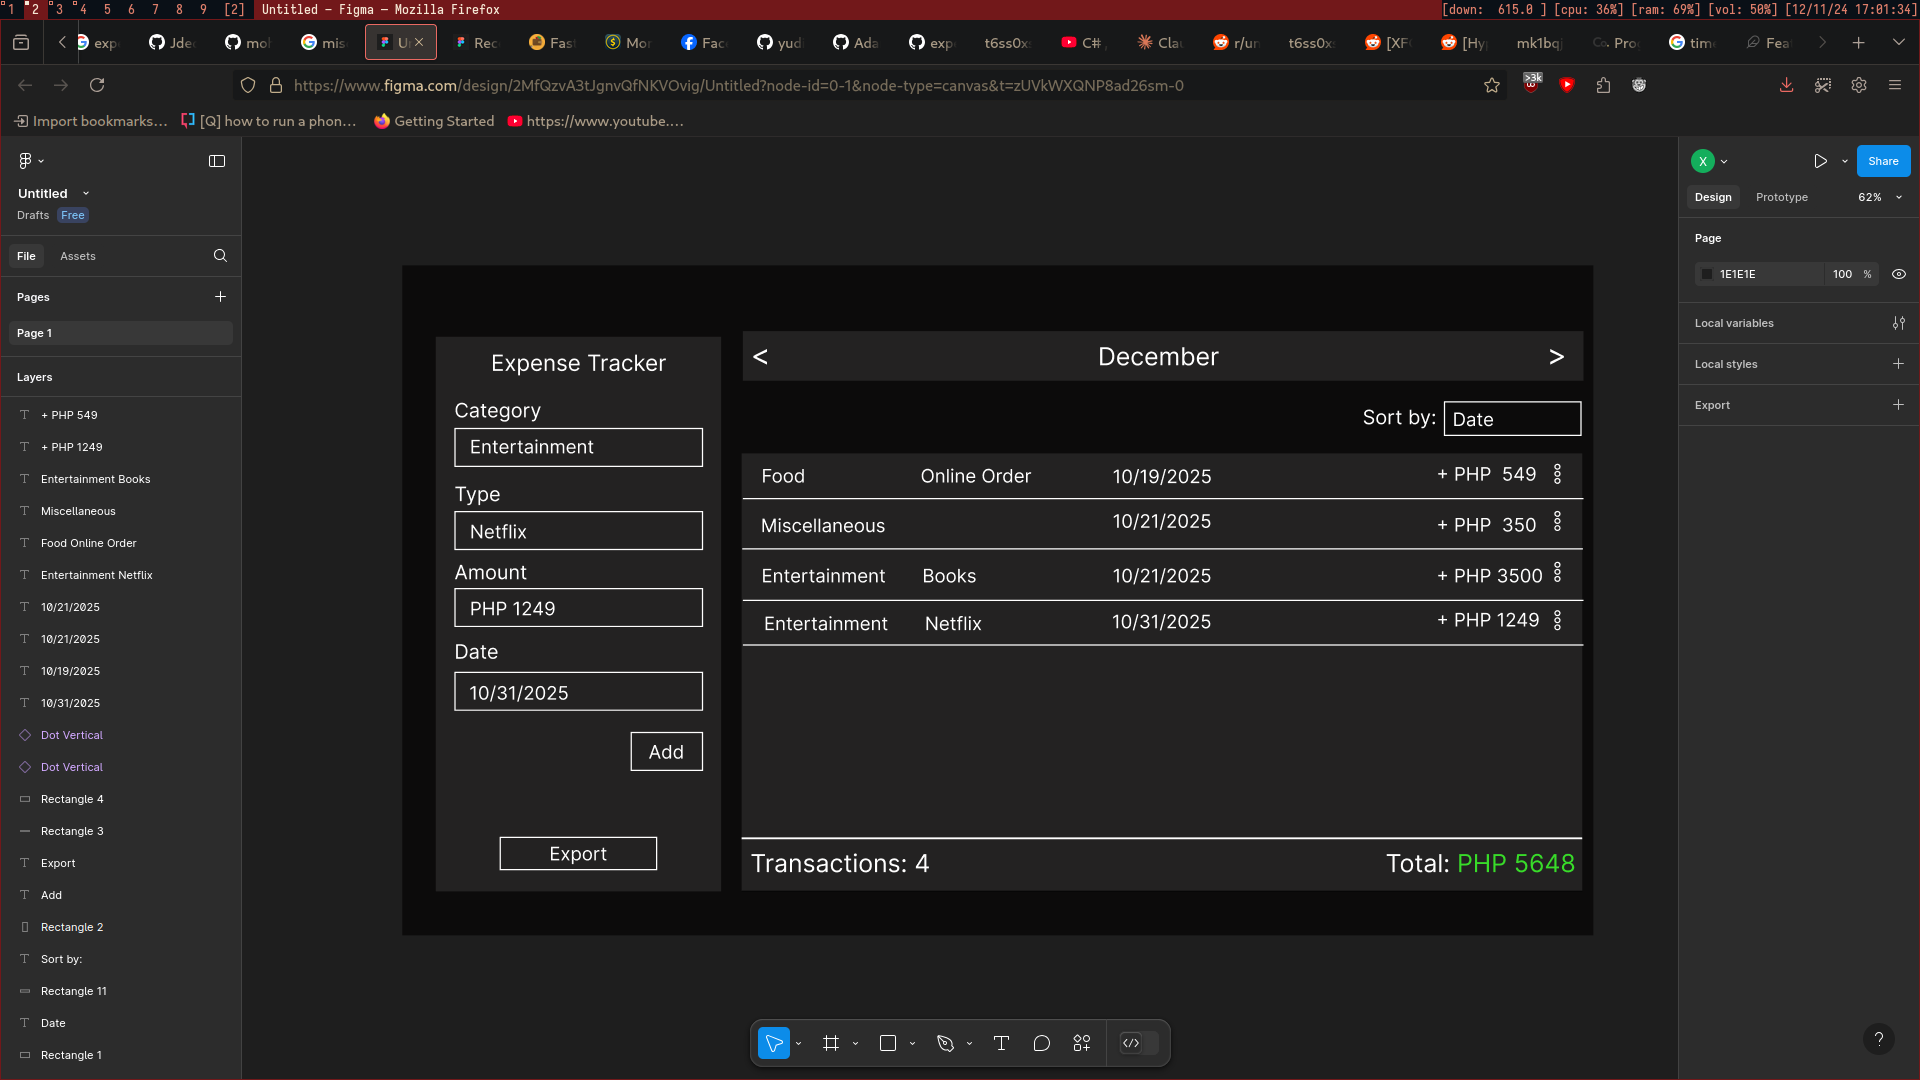 1 2 3 4 5 6 7 8 9 [2] Untitled — Figma — Mozilla Firefox [down: 615.0 ] [cpu: 36%] [ram: 69%] [vol: 50%] [12/11/24 17:01:34]
expe Jde moh mis U Rec Fast Mor Fac yudi Ada expe t6ss0x C# Cla r/un t6ss0x [XF [Hy mk1bq Co. Pro time Fea
https://www.figma.com/design/2MfQzvA3tJgnvQfNKVOvig/Untitled?node-id=0-1&node-type=canvas&t=zUVkWXQNP8ad26sm-0 >3k
Import bookmarks... [Q] how to run a phon... Getting Started https://www.youtube....
X Share
Untitled
Drafts Free
Design Prototype 62%
File Assets
Page
1E1E1E 100 %
Pages
Page 1
Local variables
Local styles
Export
Layers
+ PHP 549
+ PHP 1249
Entertainment Books
Miscellaneous
Food Online Order
Entertainment Netflix
10/21/2025
10/21/2025
10/19/2025
10/31/2025
Dot Vertical
Dot Vertical
Rectangle 4
Rectangle 3
Export
Add
Rectangle 2
Sort by:
Rectangle 11
Date
Rectangle 1
Expense Tracker
Category
Entertainment
Type
Netflix
Amount
PHP 1249
Date
10/31/2025
Add
Export
< December >
Sort by: Date
Food Online Order 10/19/2025 + PHP 549
Miscellaneous 10/21/2025 + PHP 350
Entertainment Books 10/21/2025 + PHP 3500
Entertainment Netflix 10/31/2025 + PHP 1249
Transactions: 4 Total: PHP 5648
?